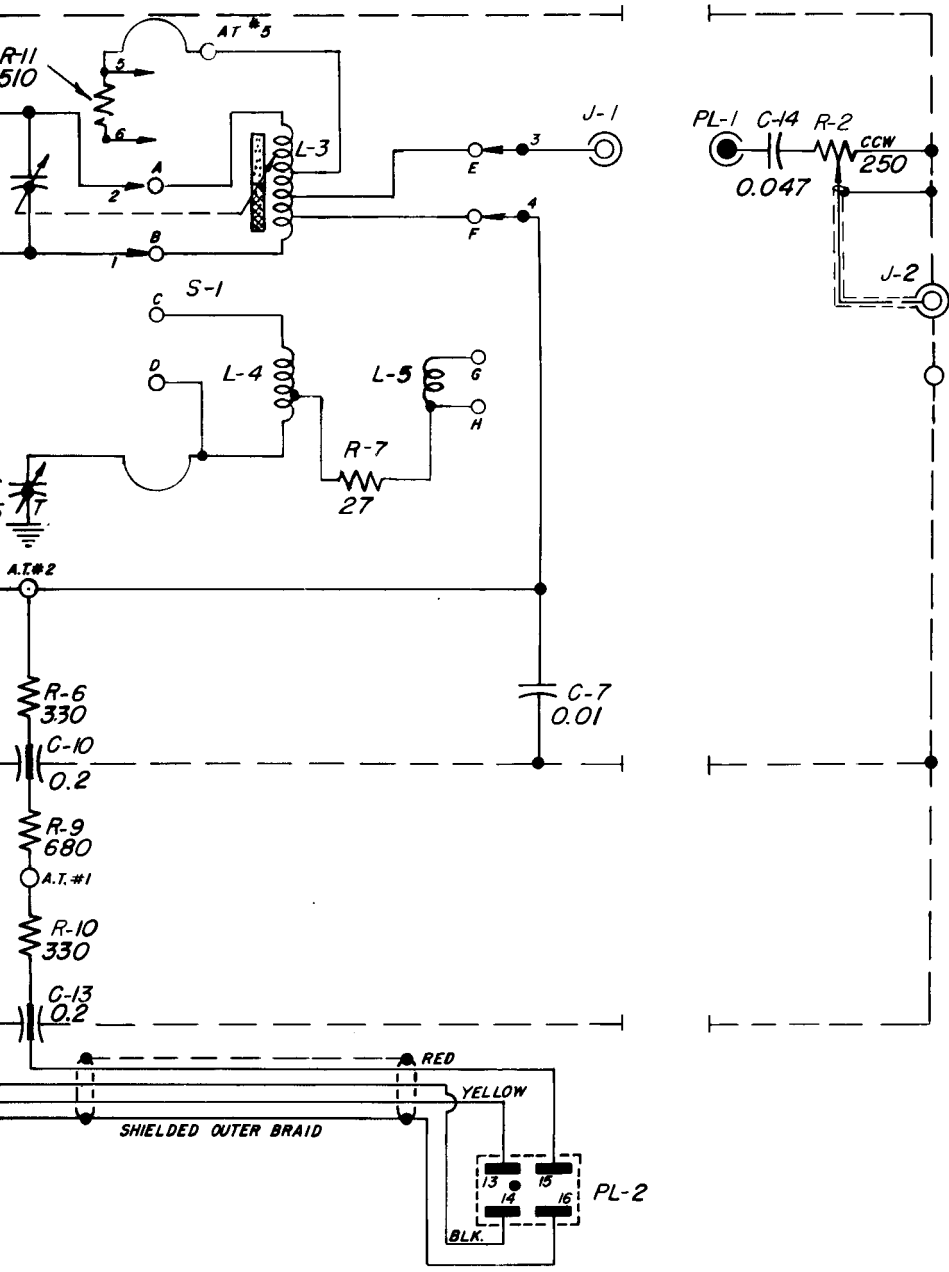 AT #5
R-11
510
5
6
J-1
PL-1
C-14
R-2
CCW
250
0.047
L-3
3
A
2
E
4
B
1
F
J-2
S-1
C
D
L-4
L-5
G
H
R-7
27
T
A.T.#2
R-6
330
C-7
0.01
C-10
0.2
R-9
680
A.T.#1
R-10
330
C-13
0.2
RED
YELLOW
SHIELDED OUTER BRAID
13
15
14
16
PL-2
BLK.